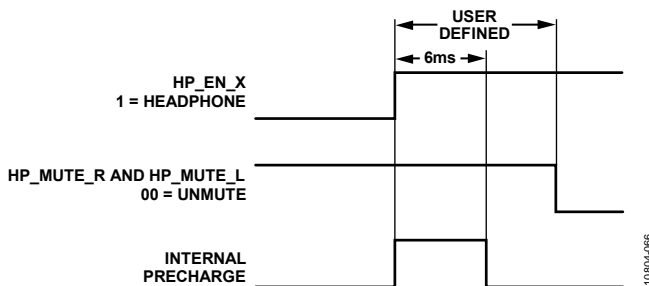 USER
DEFINED
6ms
HP_EN_X
1 = HEADPHONE
HP_MUTE_R AND HP_MUTE_L
00 = UNMUTE
INTERNAL
PRECHARGE
10804-066